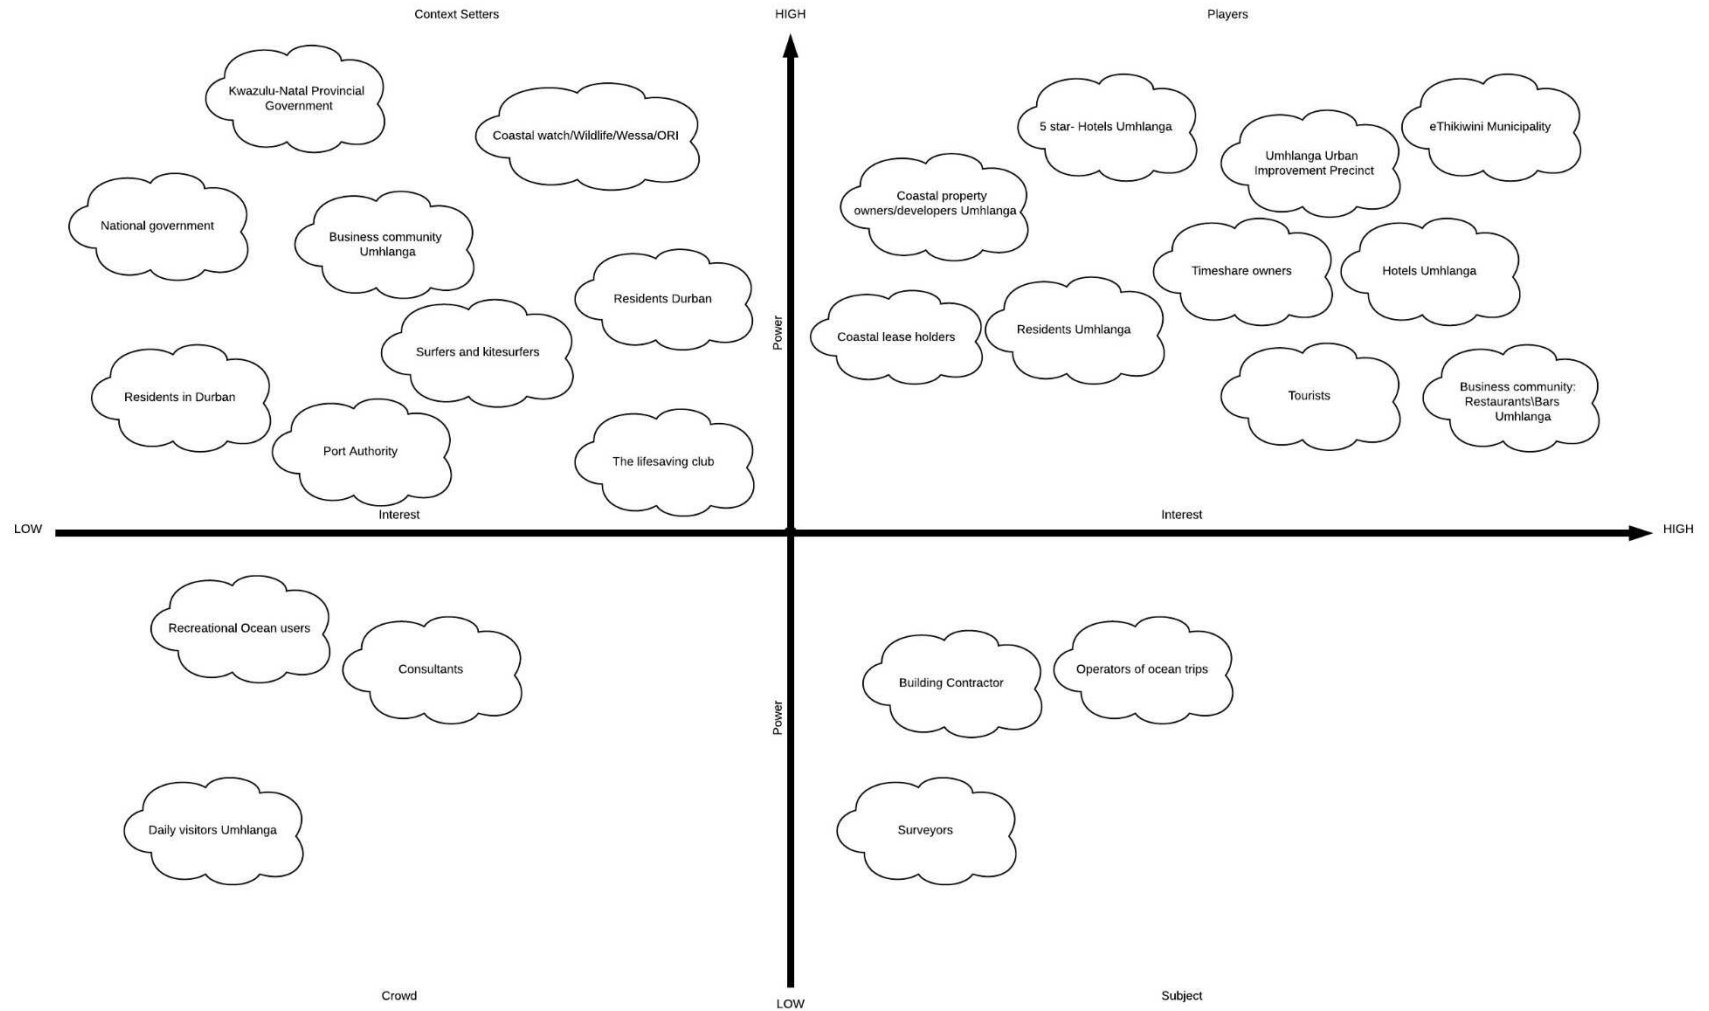 Context Setters
HIGH
Players
Kwazulu-Natal Provincial
Government
Coastal watch/Wildlife/Wessa/ORI
5 star- Hotels Umhlanga
eThikiwini Municipality
Umhlanga Urban
Improvement Precinct
Coastal property
owners/developers Umhlanga
National government
Business community
Umhlanga
Residents Durban
Timeshare owners
Hotels Umhlanga
Surfers and kitesurfers
Power
Coastal lease holders
Residents Umhlanga
Residents in Durban
Tourists
Business community:
Restaurants\Bars
Umhlanga
Port Authority
The lifesaving club
Interest
Interest
LOW
HIGH
Recreational Ocean users
Consultants
Building Contractor
Operators of ocean trips
Power
Daily visitors Umhlanga
Surveyors
Crowd
LOW
Subject